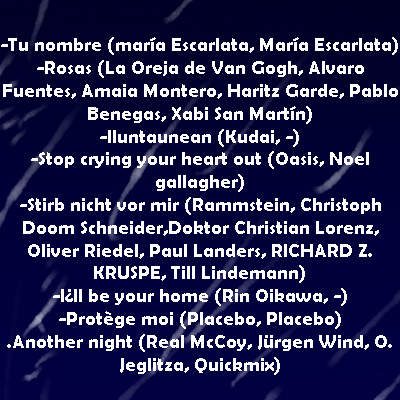 -Tu nombre (maría Escarlata, María Escarlata)
-Rosas (La Oreja de Van Gogh, Alvaro
Fuentes, Amaia Montero, Haritz Garde, Pablo
Benegas, Xabi San Martín)
-Iluntaunean (Kudai, -)
-Stop crying your heart out (Oasis, Noel
gallagher)
-Stirb nicht vor mir (Rammstein, Christoph
Doom Schneider,Doktor Christian Lorenz,
Oliver Riedel, Paul Landers, RICHARD Z.
KRUSPE, Till Lindemann)
-I¿ll be your home (Rin Oikawa, -)
-Protège moi (Placebo, Placebo)
.Another night (Real McCoy, Jürgen Wind, O.
Jeglitza, Quickmix)